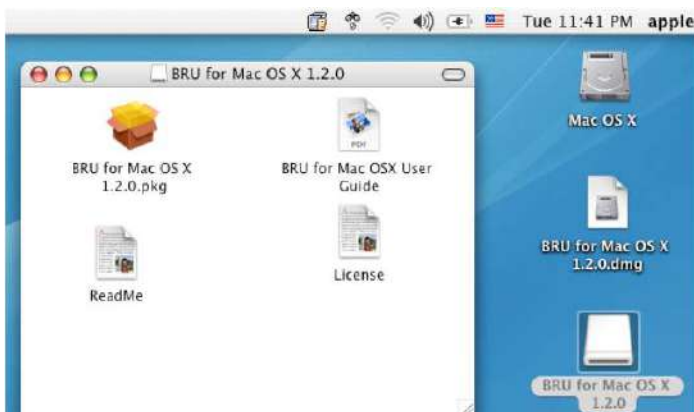 Tue 11:41 PM apple
BRU for Mac OS X 1.2.0
BRU for Mac OS X
1.2.0.pkg
BRU for Mac OSX User
Guide
PDF
ReadMe
License
Mac OS X
BRU for Mac OS X
1.2.0.dmg
BRU for Mac OS X
1.2.0